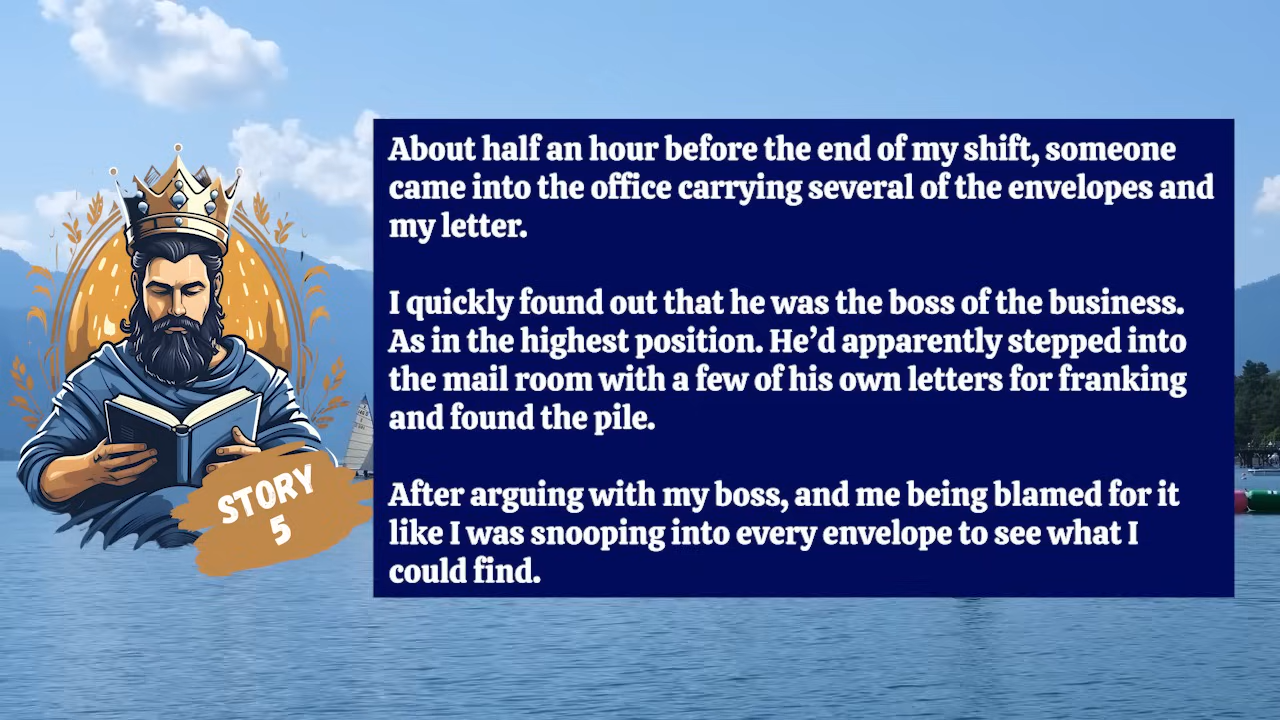 About half an hour before the end of my shift, someone
came into the office carrying several of the envelopes and
my letter.
I quickly found out that he was the boss of the business.
As in the highest position. He’d apparently stepped into
the mail room with a few of his own letters for franking
and found the pile.
After arguing with my boss, and me being blamed for it
like I was snooping into every envelope to see what I
could find.
STORY
5